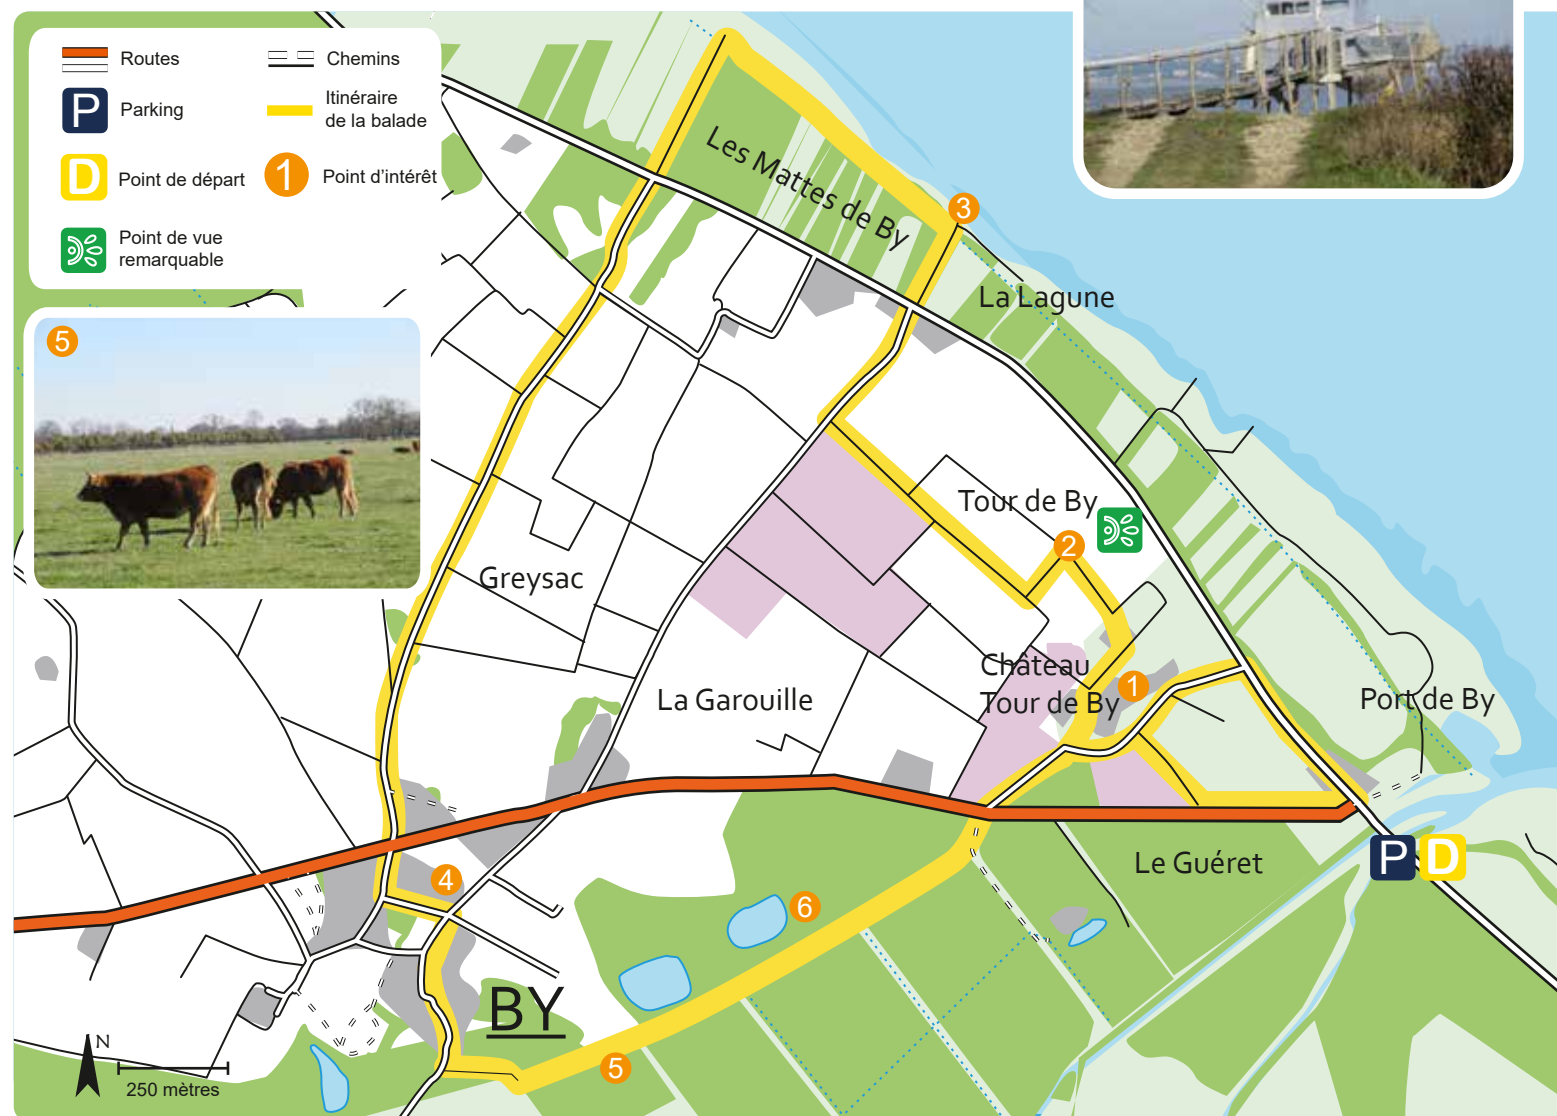 Routes
Chemins
P
Parking
Itinéraire
de la balade
D
Point de départ
1
Point d'intérêt
Point de vue
remarquable
Les Mattes de By
3
La Lagune
5
Tour de By
2
Greysac
Château
Tour de By
1
La Garouille
Port de By
Le Guéret
P
D
4
6
BY
5
N
250 mètres